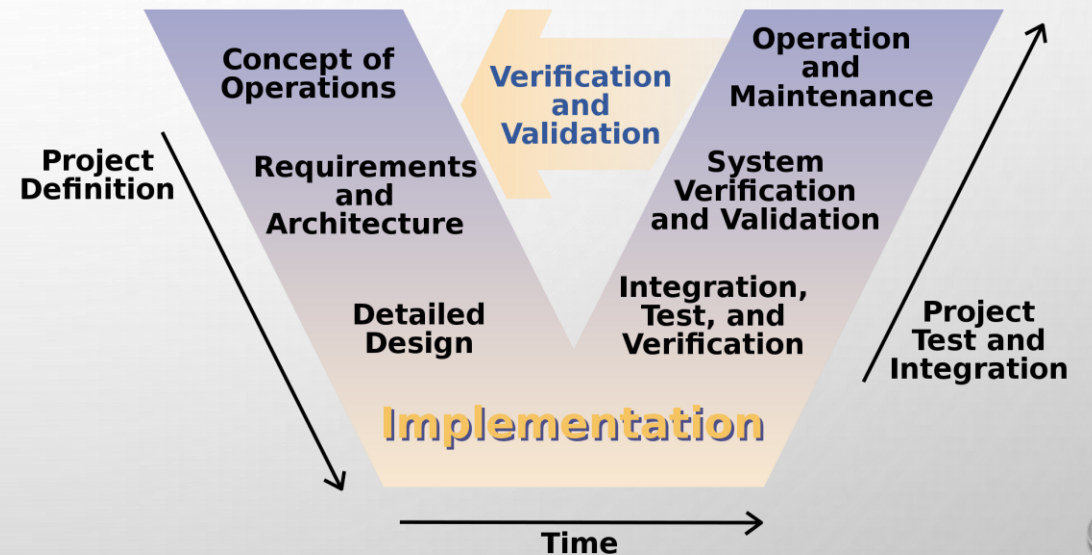 Concept of
Operations
Verification
and
Validation
Operation
and
Maintenance
Project
Definition
Requirements
and
Architecture
System
Verification
and Validation
Detailed
Design
Integration,
Test, and
Verification
Project
Test and
Integration
Implementation
Time